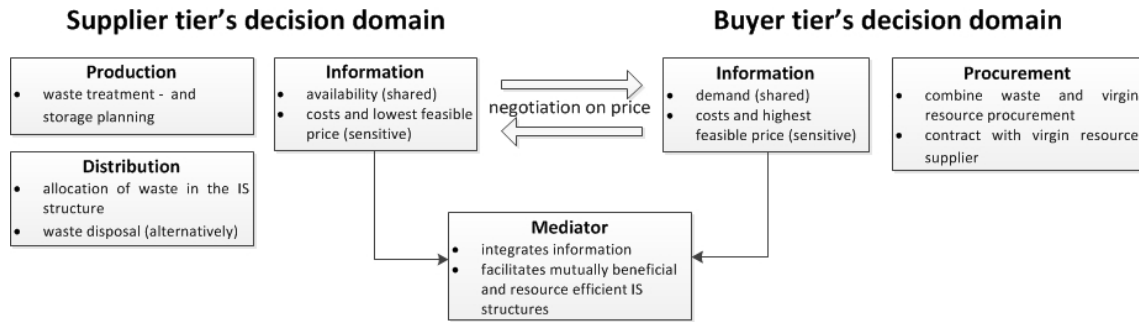 Supplier tier's decision domain
Buyer tier's decision domain
Production
• waste treatment - and
storage planning
Information
• availability (shared)
• costs and lowest feasible
price (sensitive)
negotiation on price
Information
• demand (shared)
• costs and highest
feasible price (sensitive)
Procurement
• combine waste and virgin
resource procurement
• contract with virgin resource
supplier
Distribution
• allocation of waste in the IS
structure
• waste disposal (alternatively)
Mediator
• integrates information
• facilitates mutually beneficial
and resource efficient IS
structures